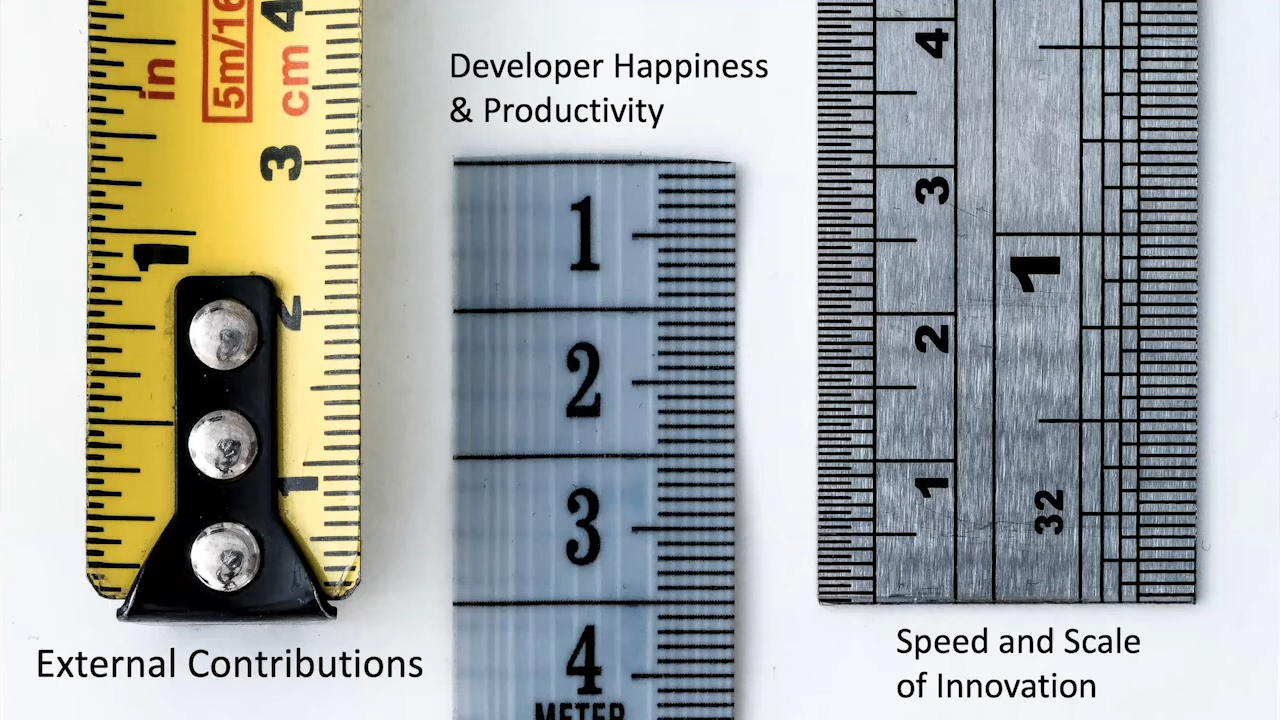 in
5m/16
cm
4
3
1
2
1
External Contributions
Developer Happiness
& Productivity
1
2
3
4
METER
4
3
2
1
1
32
Speed and Scale
of Innovation